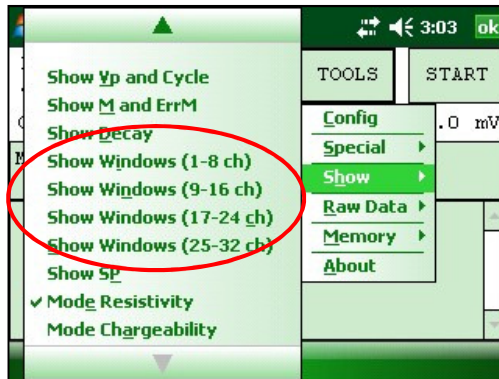 3:03 ok
TOOLS START
Show Vp and Cycle
Show M and ErrM
Show Decay
Show Windows (1-8 ch)
Show Windows (9-16 ch)
Show Windows (17-24 ch)
Show Windows (25-32 ch)
Show SP
Mode Resistivity
Mode Chargeability
Config
Special
Show
Raw Data
Memory
About
.0 mV